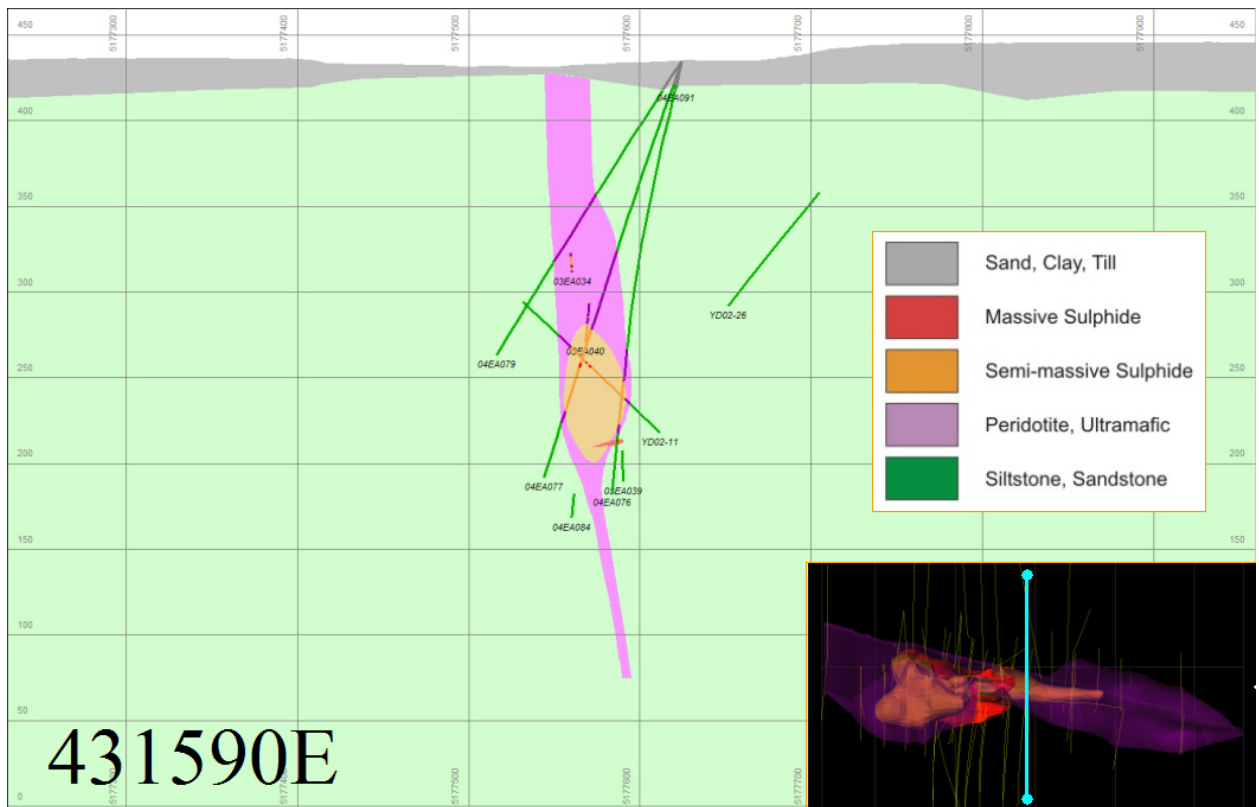 5177300
5177400
5177500
5177600
5177700
5177800
5177900
450
450
04EA091
400
400
350
350
Sand, Clay, Till
Massive Sulphide
Semi-massive Sulphide
Peridotite, Ultramafic
Siltstone, Sandstone
300
300
03EA034
YD02-26
250
250
03EA040
04EA079
YD02-11
200
200
04EA077
03EA039
04EA076
04EA084
150
150
100
50
0
431590E
5177400
5177500
5177600
5177700